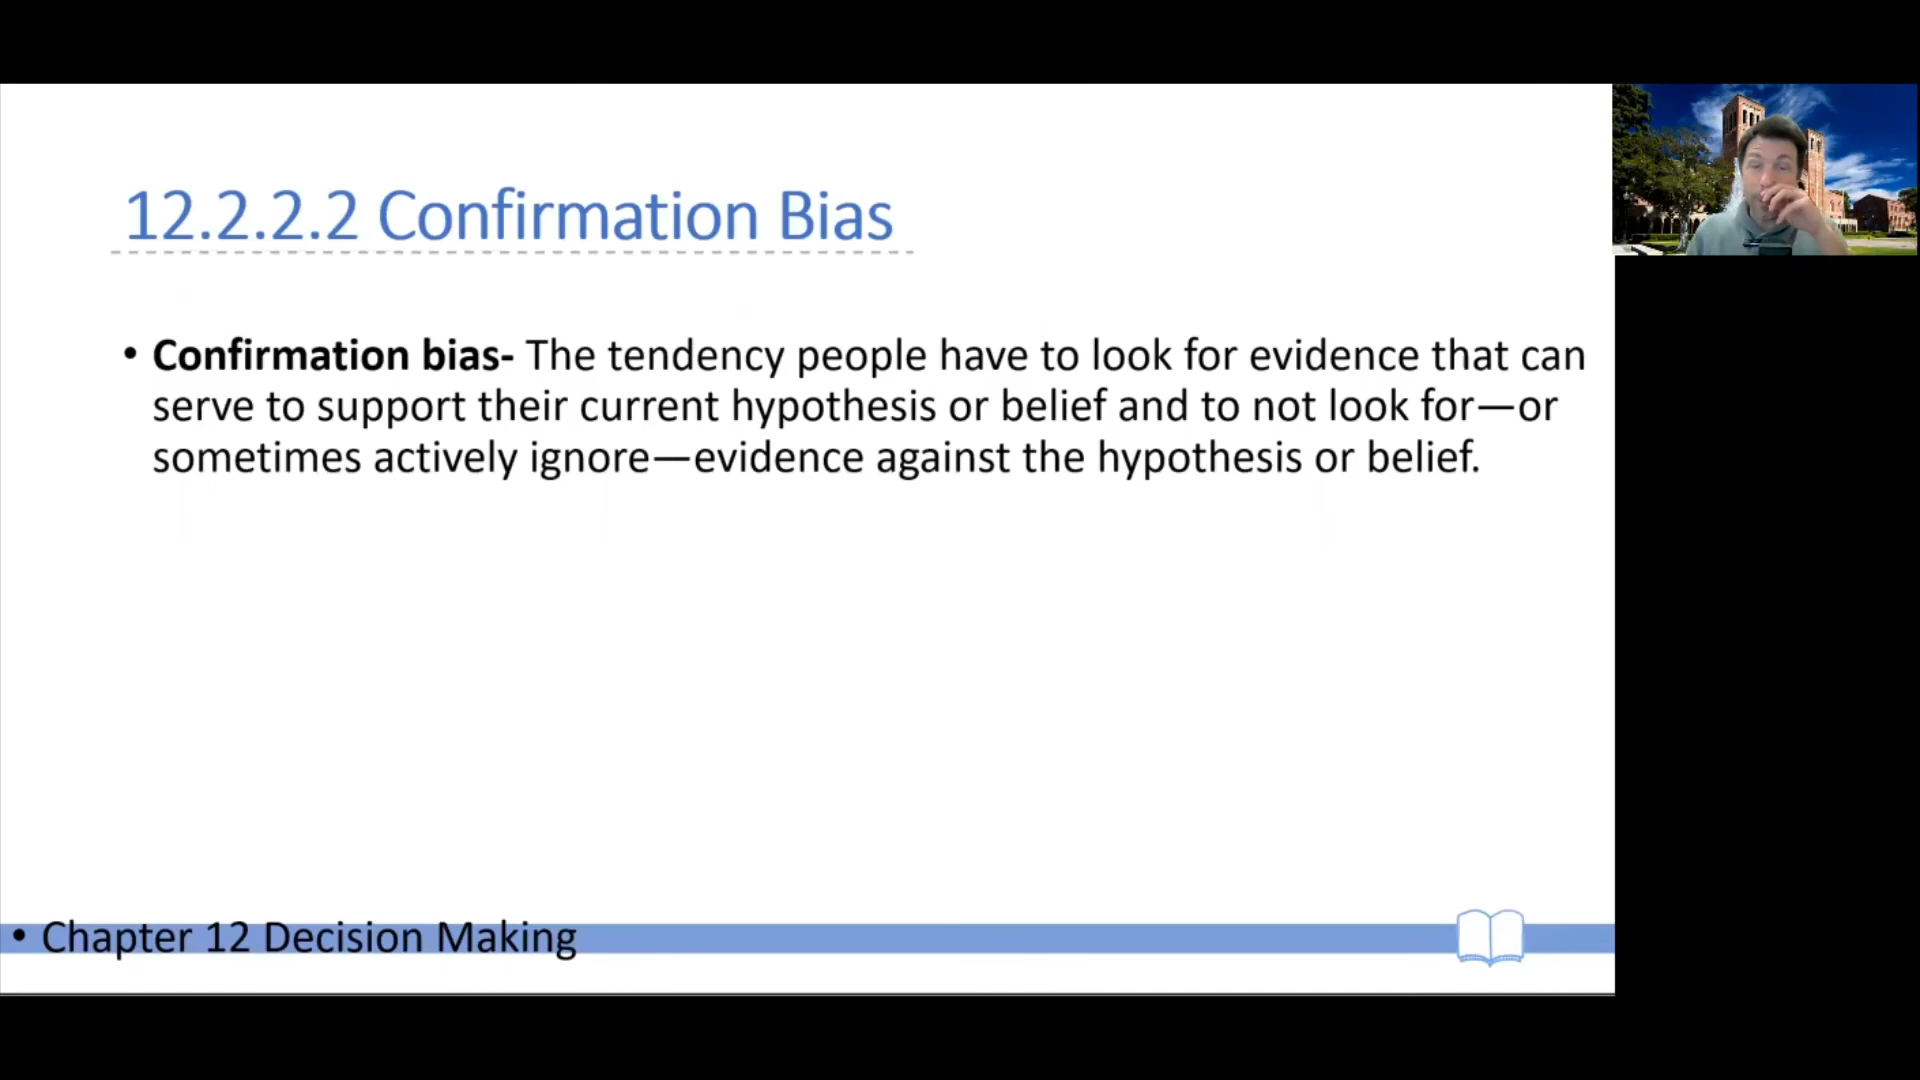 12.2.2.2 Confirmation Bias
• Confirmation bias- The tendency people have to look for evidence that can
serve to support their current hypothesis or belief and to not look for—or
sometimes actively ignore—evidence against the hypothesis or belief.
• Chapter 12 Decision Making